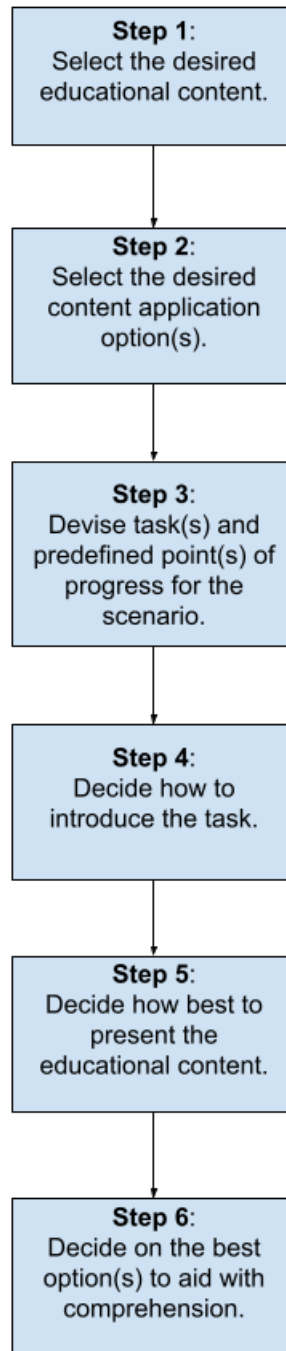 Step 1:
Select the desired
educational content.
Step 2:
Select the desired
content application
option(s).
Step 3:
Devise task(s) and
predefined point(s) of
progress for the
scenario.
Step 4:
Decide how to
introduce the task.
Step 5:
Decide how best to
present the
educational content.
Step 6:
Decide on the best
option(s) to aid with
comprehension.